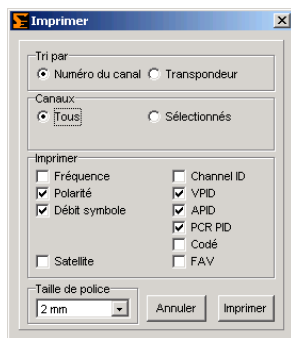 Imprimer
Tri par
Numéro du canal Transpondeur
Canaux
Tous Sélectionnés
Imprimer
Fréquence Channel ID
Polarité VPID
Débit symbole APID
PCR PID
Codé
Satellite FAV
Taille de police
2 mm Annuler Imprimer